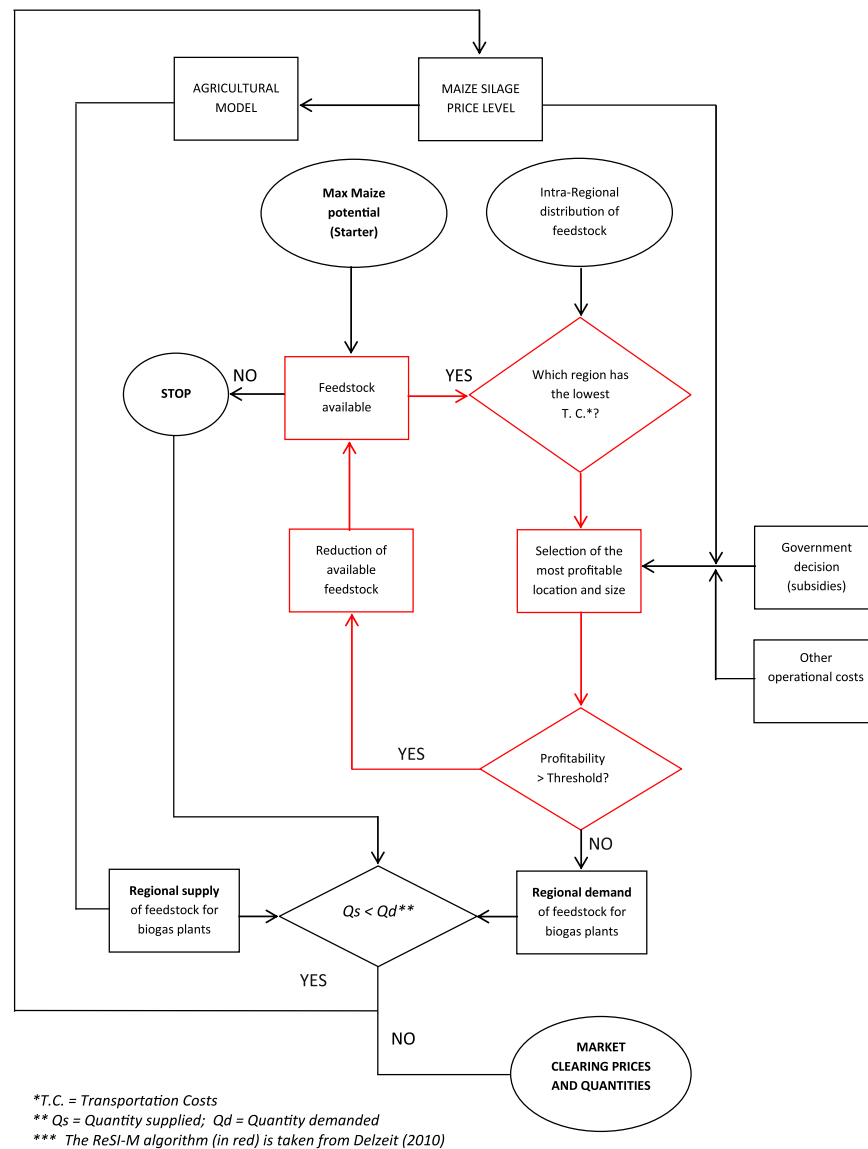 AGRICULTURAL
MODEL
MAIZE SILAGE
PRICE LEVEL
Max Maize
potential
(Starter)
Intra-Regional
distribution of
feedstock
STOP
NO
Feedstock
available
YES
Which region has
the lowest
T. C.*?
Reduction of
available
feedstock
Selection of the
most profitable
location and size
Government
decision
(subsidies)
Other
operational costs
YES
Profitability
> Threshold?
NO
Regional supply
of feedstock for
biogas plants
Qs < Qd**
Regional demand
of feedstock for
biogas plants
YES
NO
MARKET
CLEARING PRICES
AND QUANTITIES
*T.C. = Transportation Costs
** Qs = Quantity supplied;  Qd = Quantity demanded
***  The ReSI-M algorithm (in red) is taken from Delzeit (2010)